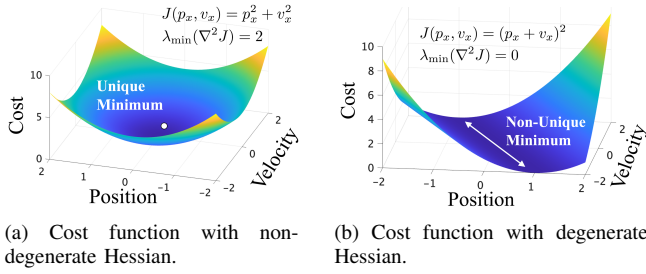 J(p_x, v_x) = p_x^2 + v_x^2
λ_min(∇²J) = 2
Unique
Minimum
10
5
0
Cost
2
1
0
-1
-2
Position
2
0
-2
Velocity
(a) Cost function with non-
degenerate Hessian.
J(p_x, v_x) = (p_x + v_x)^2
λ_min(∇²J) = 0
Non-Unique
Minimum
10
8
6
4
2
0
Cost
-2
-1
0
1
2
Position
2
0
-2
Velocity
(b) Cost function with degenerate
Hessian.